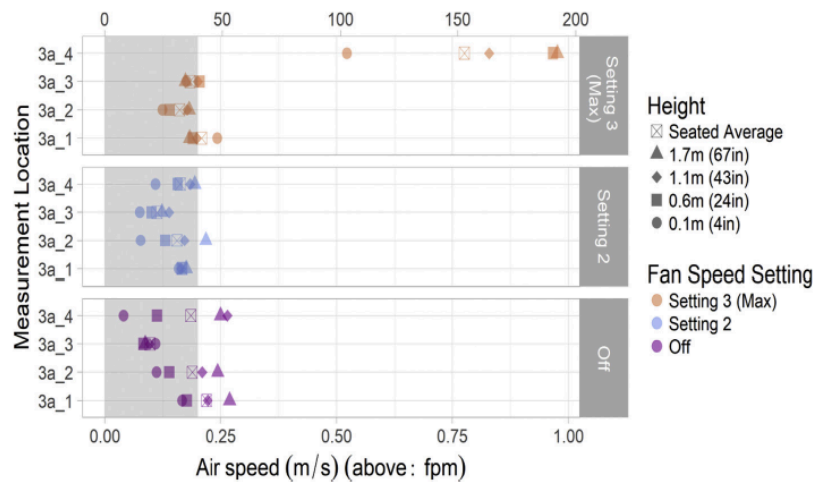 0 50 100 150 200
Measurement Location
3a_4
3a_3
3a_2
3a_1
Setting 3
(Max)
3a_4
3a_3
3a_2
3a_1
Setting 2
3a_4
3a_3
3a_2
3a_1
Off
0.00 0.25 0.50 0.75 1.00
Air speed (m/s) (above: fpm)
Height
Seated Average
1.7m (67in)
1.1m (43in)
0.6m (24in)
0.1m (4in)
Fan Speed Setting
Setting 3 (Max)
Setting 2
Off